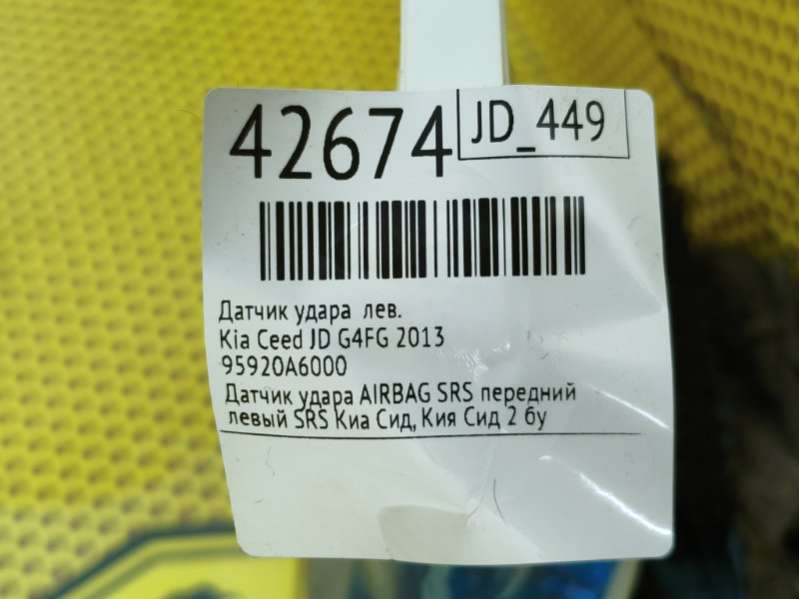 42674
JD_449
Датчик удара лев.
Kia Ceed JD G4FG 2013
95920A6000
Датчик удара AIRBAG SRS передний
левый SRS Киа Сид, Кия Сид 2 бу